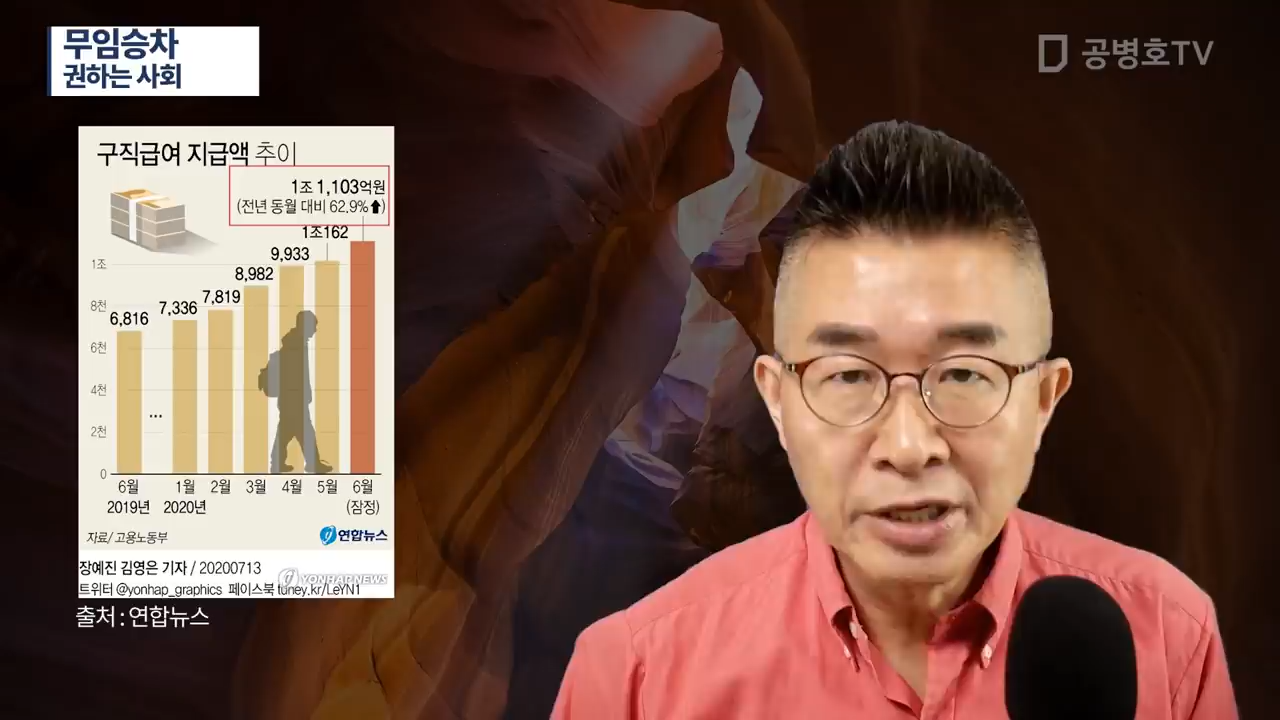 무임승차
권하는 사회
공병호TV
구직급여 지급액 추이
1조 1,103억원
(전년 동월 대비 62.9%⬆)
1조162
9,933
8,982
7,819
7,336
6,816
1조
8천
6천
4천
2천
0
...
6월 1월 2월 3월 4월 5월 6월
2019년 2020년 (잠정)
자료/ 고용노동부
연합뉴스
장예진 김영은 기자 / 20200713
YONHAP NEWS
트위터 @yonhap_graphics 페이스북 tuney.kr/LeYN1
출처 : 연합뉴스